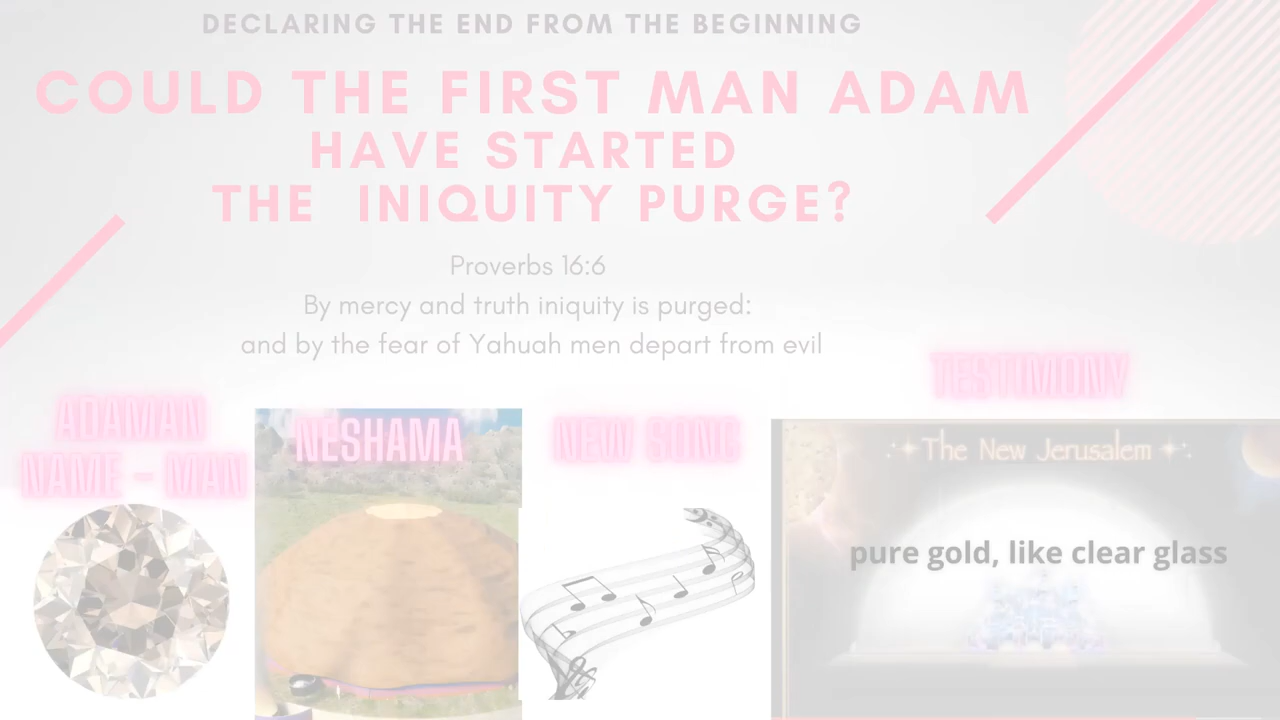 DECLARING THE END FROM THE BEGINNING
COULD THE FIRST MAN ADAM
HAVE STARTED
THE INIQUITY PURGE?
Proverbs 16:6
By mercy and truth iniquity is purged:
and by the fear of Yahuah men depart from evil
ADAMAN
NAME - MAN
NESHAMA
NEW SONG
TESTIMONY
The New Jerusalem
pure gold, like clear glass